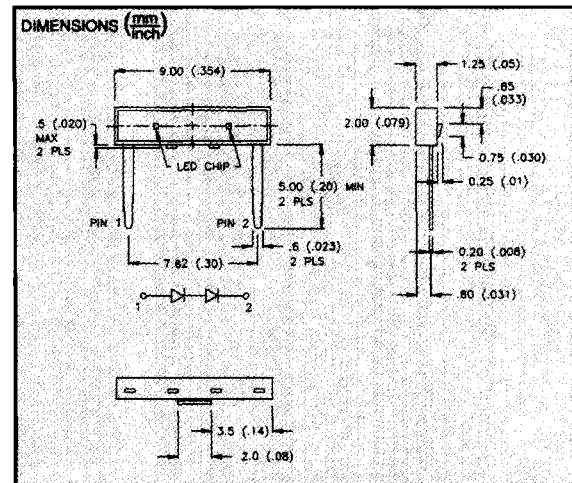 DIMENSIONS (mm/inch)
9.00 (.354)
.5 (.020)
MAX
2 PLS
LED CHIP
PIN 1
PIN 2
5.00 (.20) MIN
2 PLS
.6 (.023)
2 PLS
7.62 (.30)
1
2
3.5 (.14)
2.0 (.08)
1.25 (.05)
.85
(.033)
2.00 (.079)
0.75 (.030)
0.25 (.01)
0.20 (.008)
2 PLS
.80 (.031)